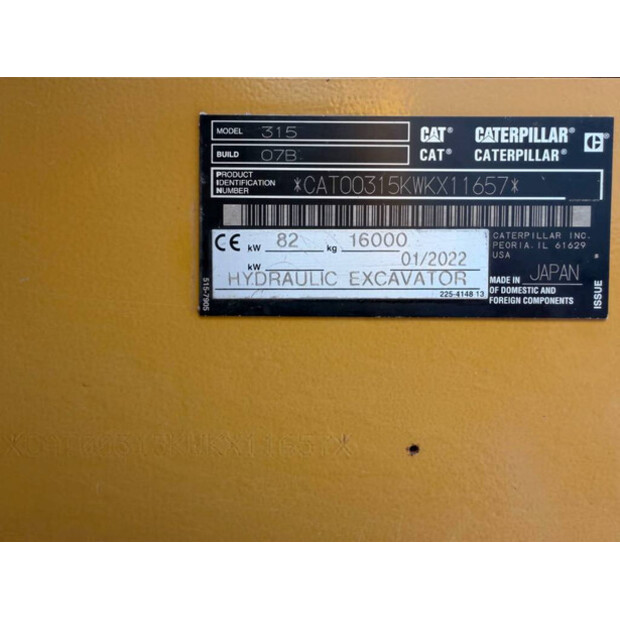 MODEL 315
BUILD 07B
CAT® CATERPILLAR®
CAT® CATERPILLAR®
PRODUCT IDENTIFICATION NUMBER *CAT00315KWKX11657*
CE kW 82 kg 16000
kW 01/2022
HYDRAULIC EXCAVATOR
225-4148 13
CATERPILLAR INC.
PEORIA, IL 61629
USA
MADE IN JAPAN
OF DOMESTIC AND
FOREIGN COMPONENTS
ISSUE
515-7905
*CAT00315KWKX11657*